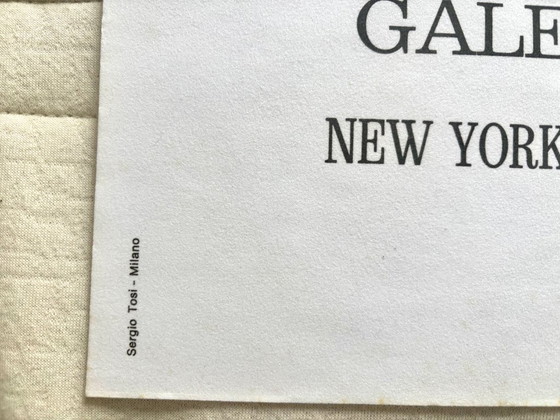 GALE
NEW YORK
Sergio Tosi - Milano